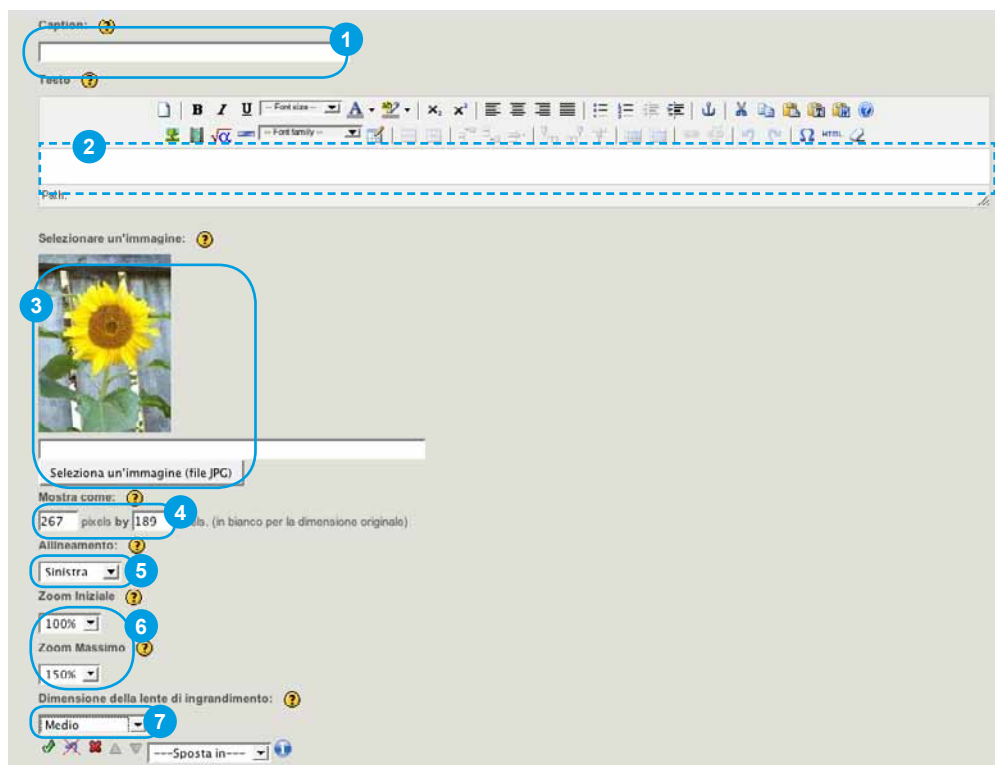 Caption:
1
Testo
-- Font size --
-- Font family --
HTML
2
Path:
Selezionare un'immagine:
3
Seleziona un'immagine (file JPG)
Mostra come:
267 pixels by 189 4 (in bianco per la dimensione originale)
Allineamento:
Sinistra 5
Zoom Iniziale
100% 6
Zoom Massimo
150%
Dimensione della lente di ingrandimento:
Medio 7
---Sposta in---